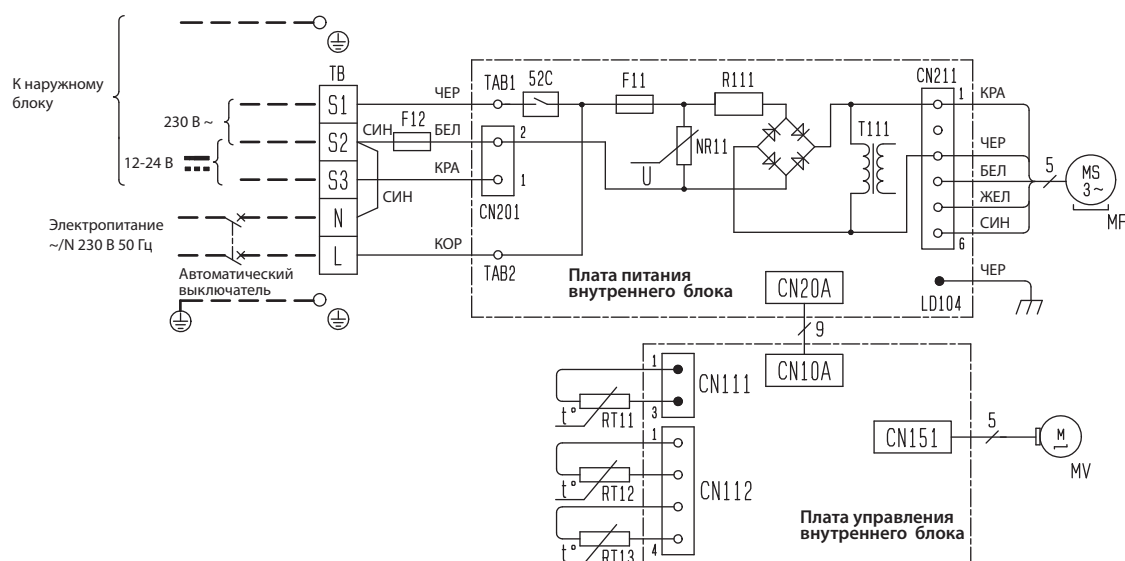 К наружному
блоку
230 В ~
12-24 В
Электропитание
~/N 230 В 50 Гц
Автоматический
выключатель
TB
S1
S2
S3
N
L
ЧЕР
СИН
F12
БЕЛ
КРА
СИН
КОР
TAB1
52C
2
1
CN201
TAB2
F11
R111
NR11
U
T111
CN211
1
6
КРА
ЧЕР
БЕЛ
ЖЕЛ
СИН
5
MS
3~
MF
ЧЕР
LD104
Плата питания
внутреннего блока
CN20A
9
CN10A
1
3
CN111
t°
RT11
1
4
CN112
t°
RT12
t°
RT13
CN151
5
M
MV
Плата управления
внутреннего блока